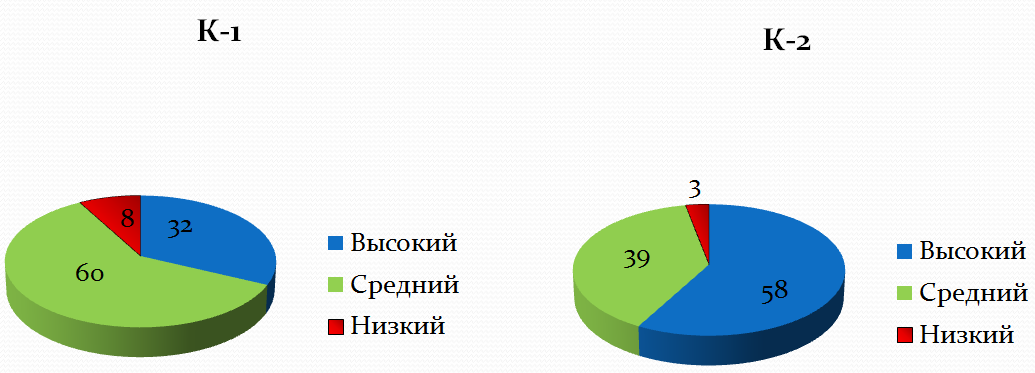 К-1
32
60
8
Высокий
Средний
Низкий
К-2
58
39
3
Высокий
Средний
Низкий